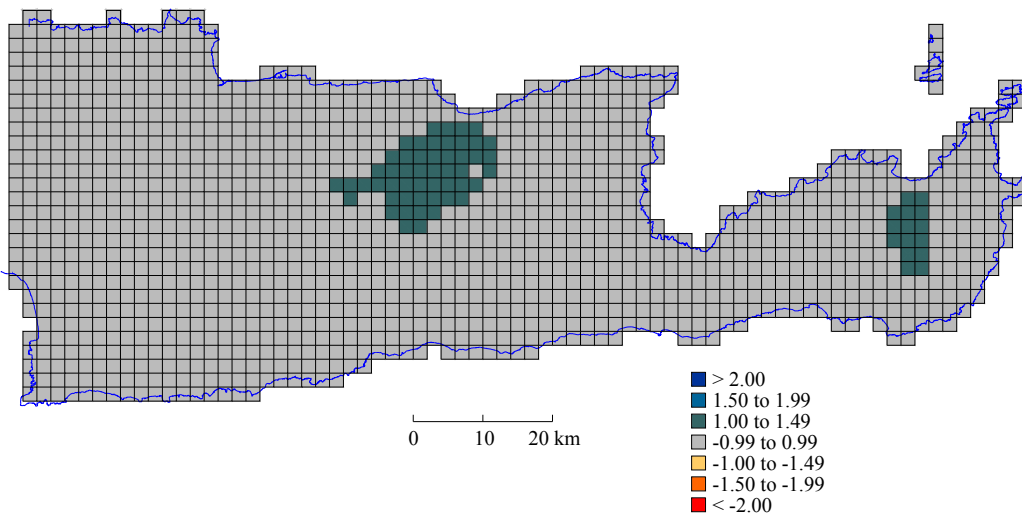 > 2.00
1.50 to 1.99
1.00 to 1.49
-0.99 to 0.99
-1.00 to -1.49
-1.50 to -1.99
< -2.00
0 10 20 km